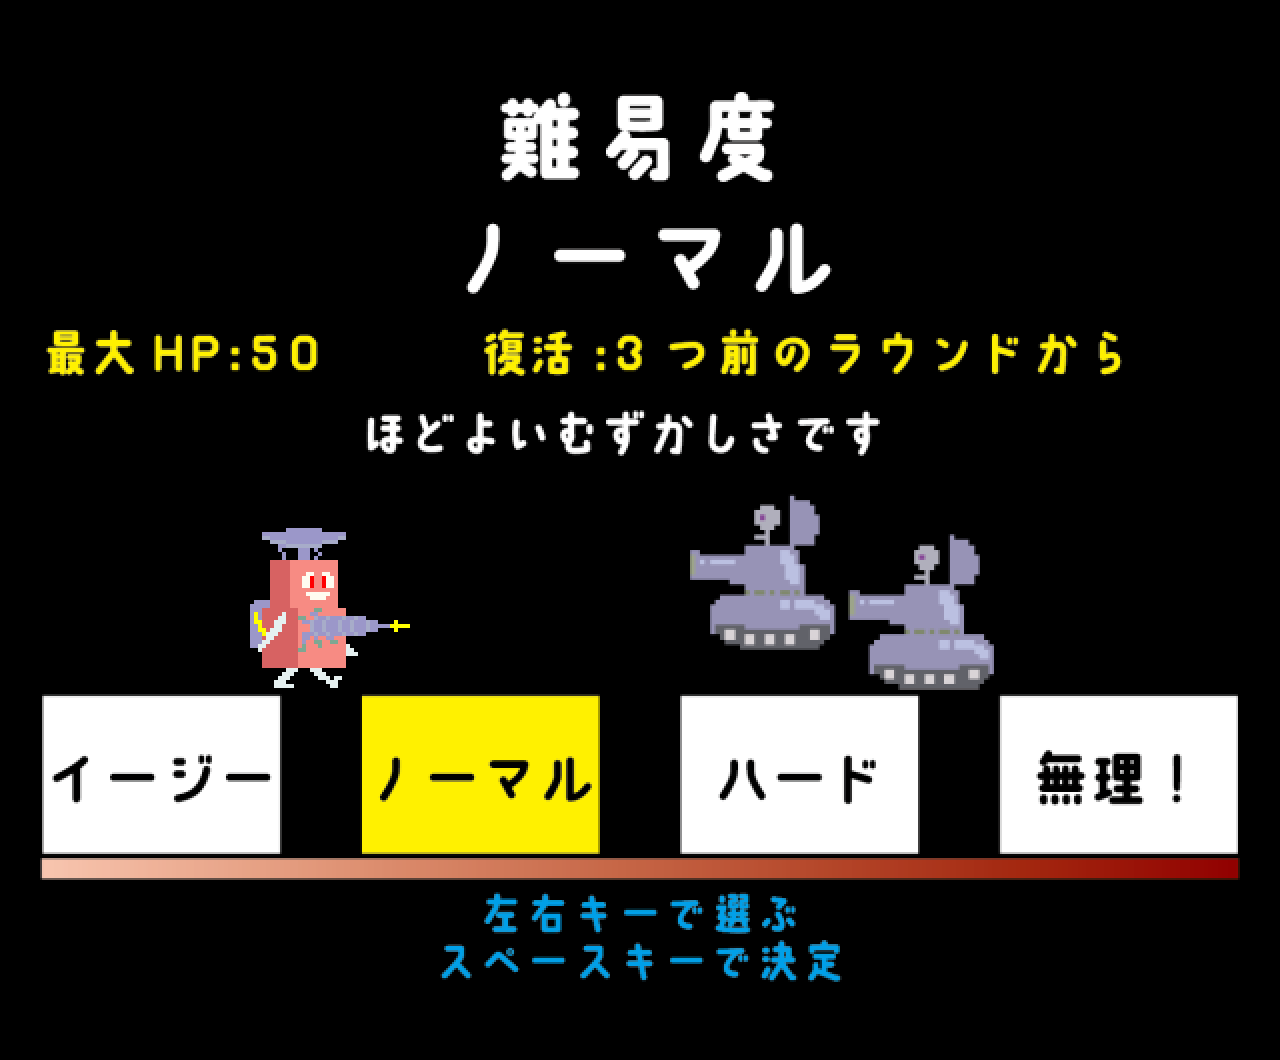 難易度
ノーマル
最大HP:50 復活:3つ前のラウンドから
ほどよいむずかしさです
イージー ノーマル ハード 無理！
左右キーで選ぶ
スペースキーで決定